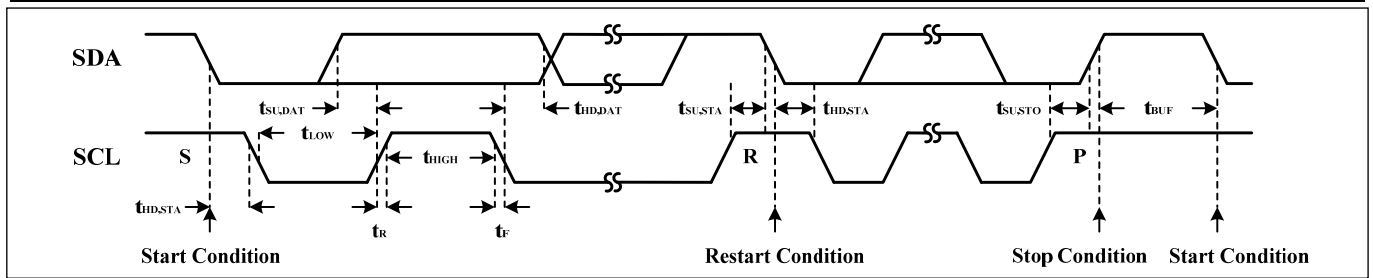 SDA
tSU,DAT
tHD,DAT
tSU,STA
tHD,STA
tSU,STO
tBUF
tLOW
SCL
S
tHIGH
R
P
tHD,STA
tR
tF
Start Condition
Restart Condition
Stop Condition
Start Condition